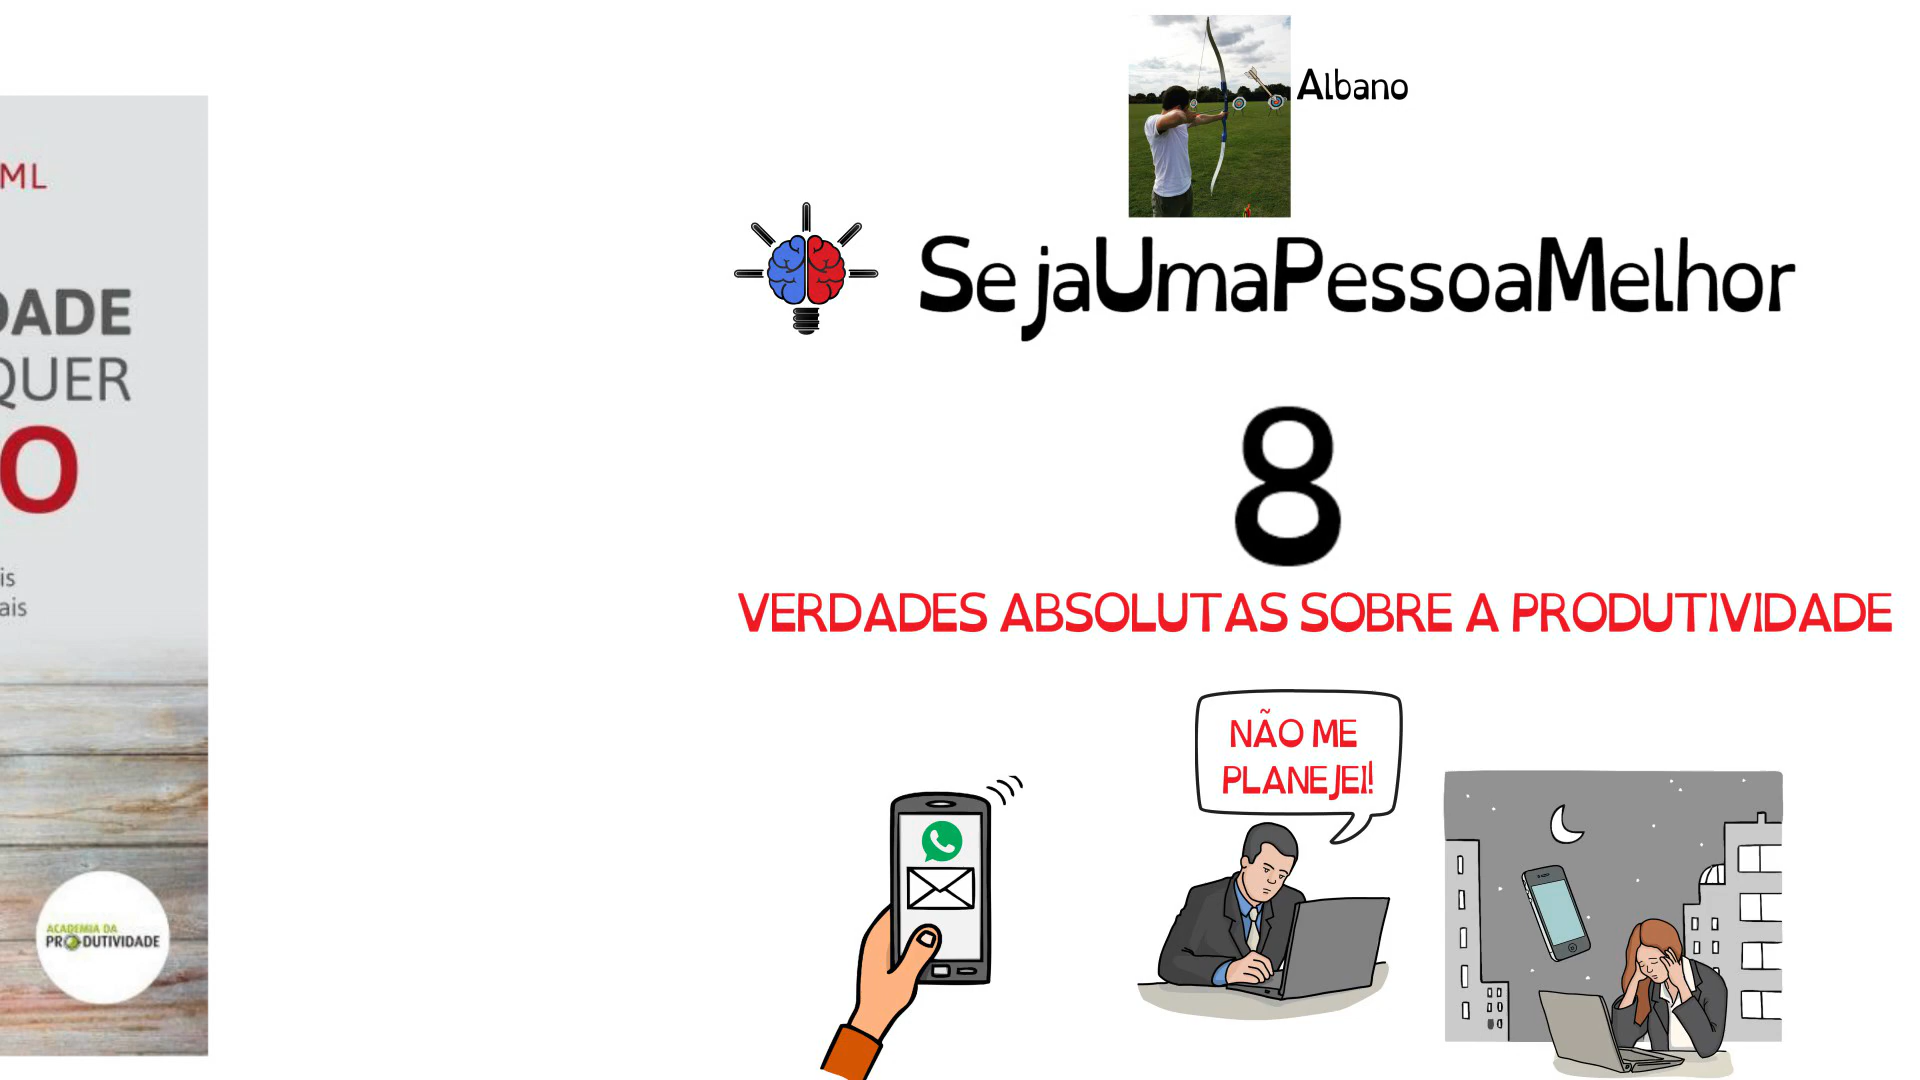 ML
DADE
QUER
O
is
ais
ACADEMIA DA
PRODUTIVIDADE
Albano
SejaUmaPessoaMelhor
8
VERDADES ABSOLUTAS SOBRE A PRODUTIVIDADE
NÃO ME
PLANEJEI!